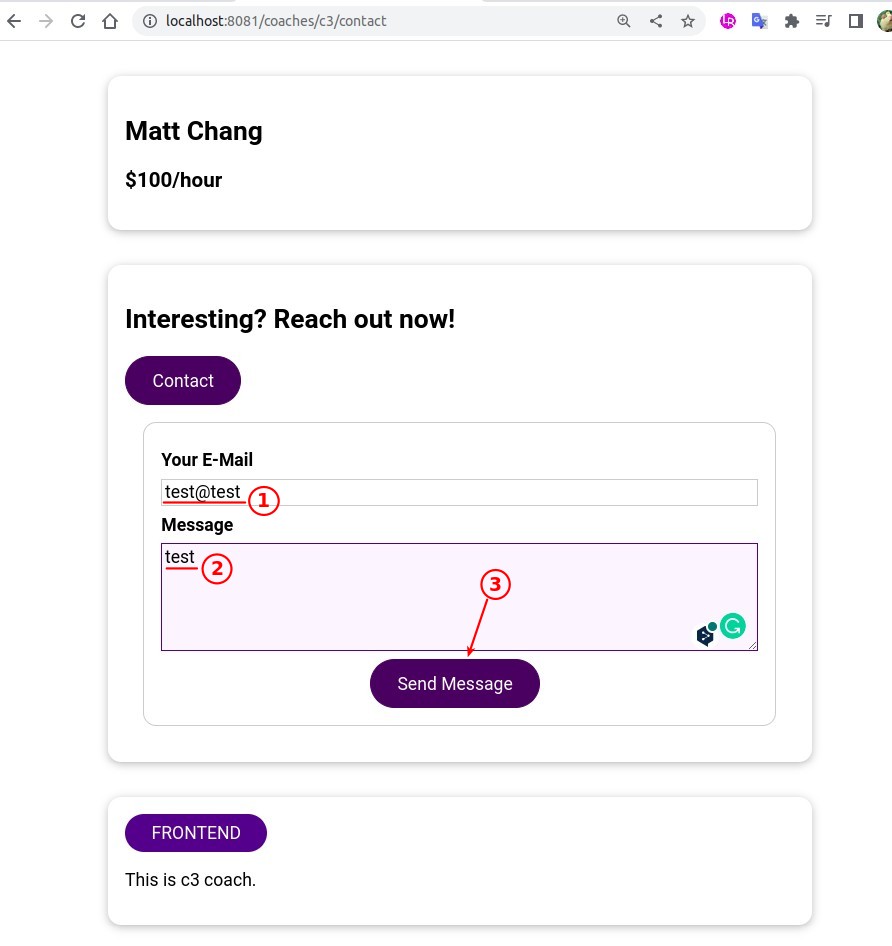 localhost:8081/coaches/c3/contact
Matt Chang
$100/hour
Interesting? Reach out now!
Contact
Your E-Mail
test@test
1
Message
test
2
3
Send Message
FRONTEND
This is c3 coach.